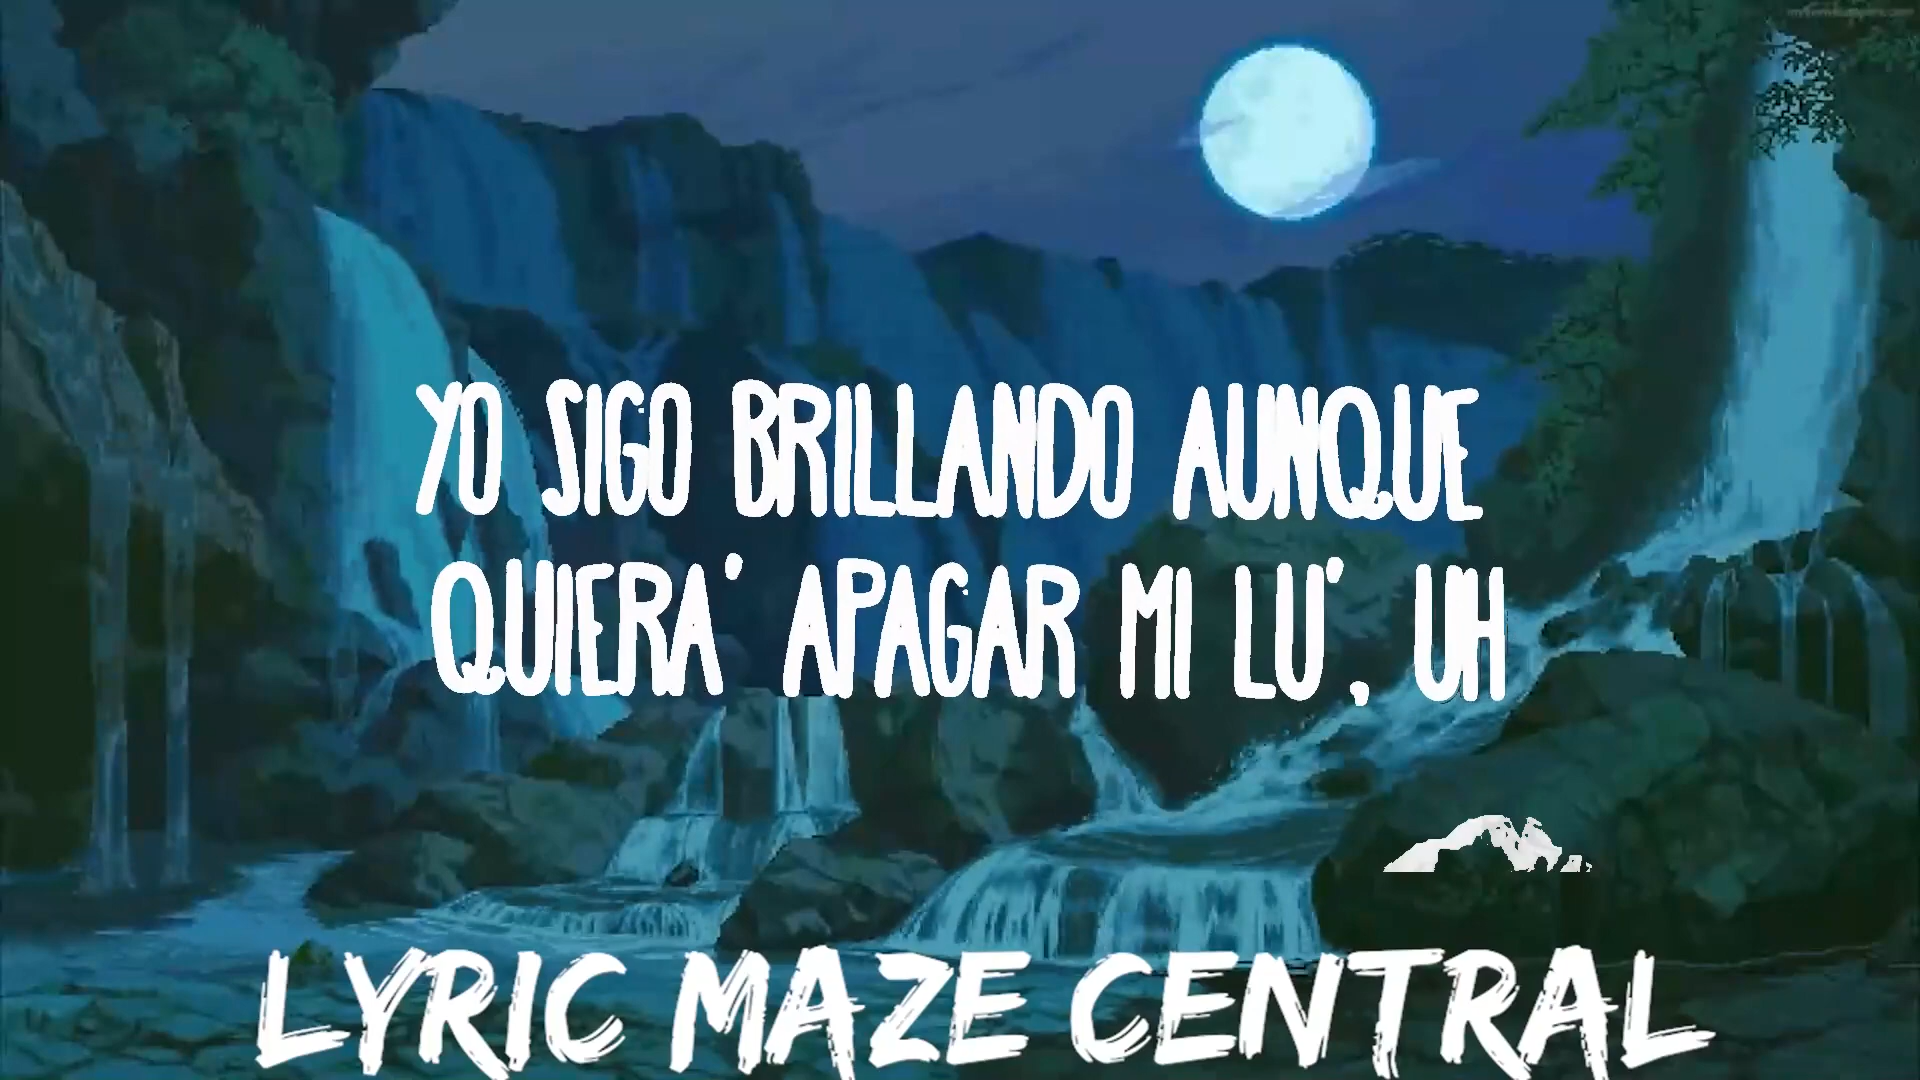 YO SIGO BRILLANDO AUNQUE
QUIERA' APAGAR MI LU', UH
LYRIC MAZE CENTRAL